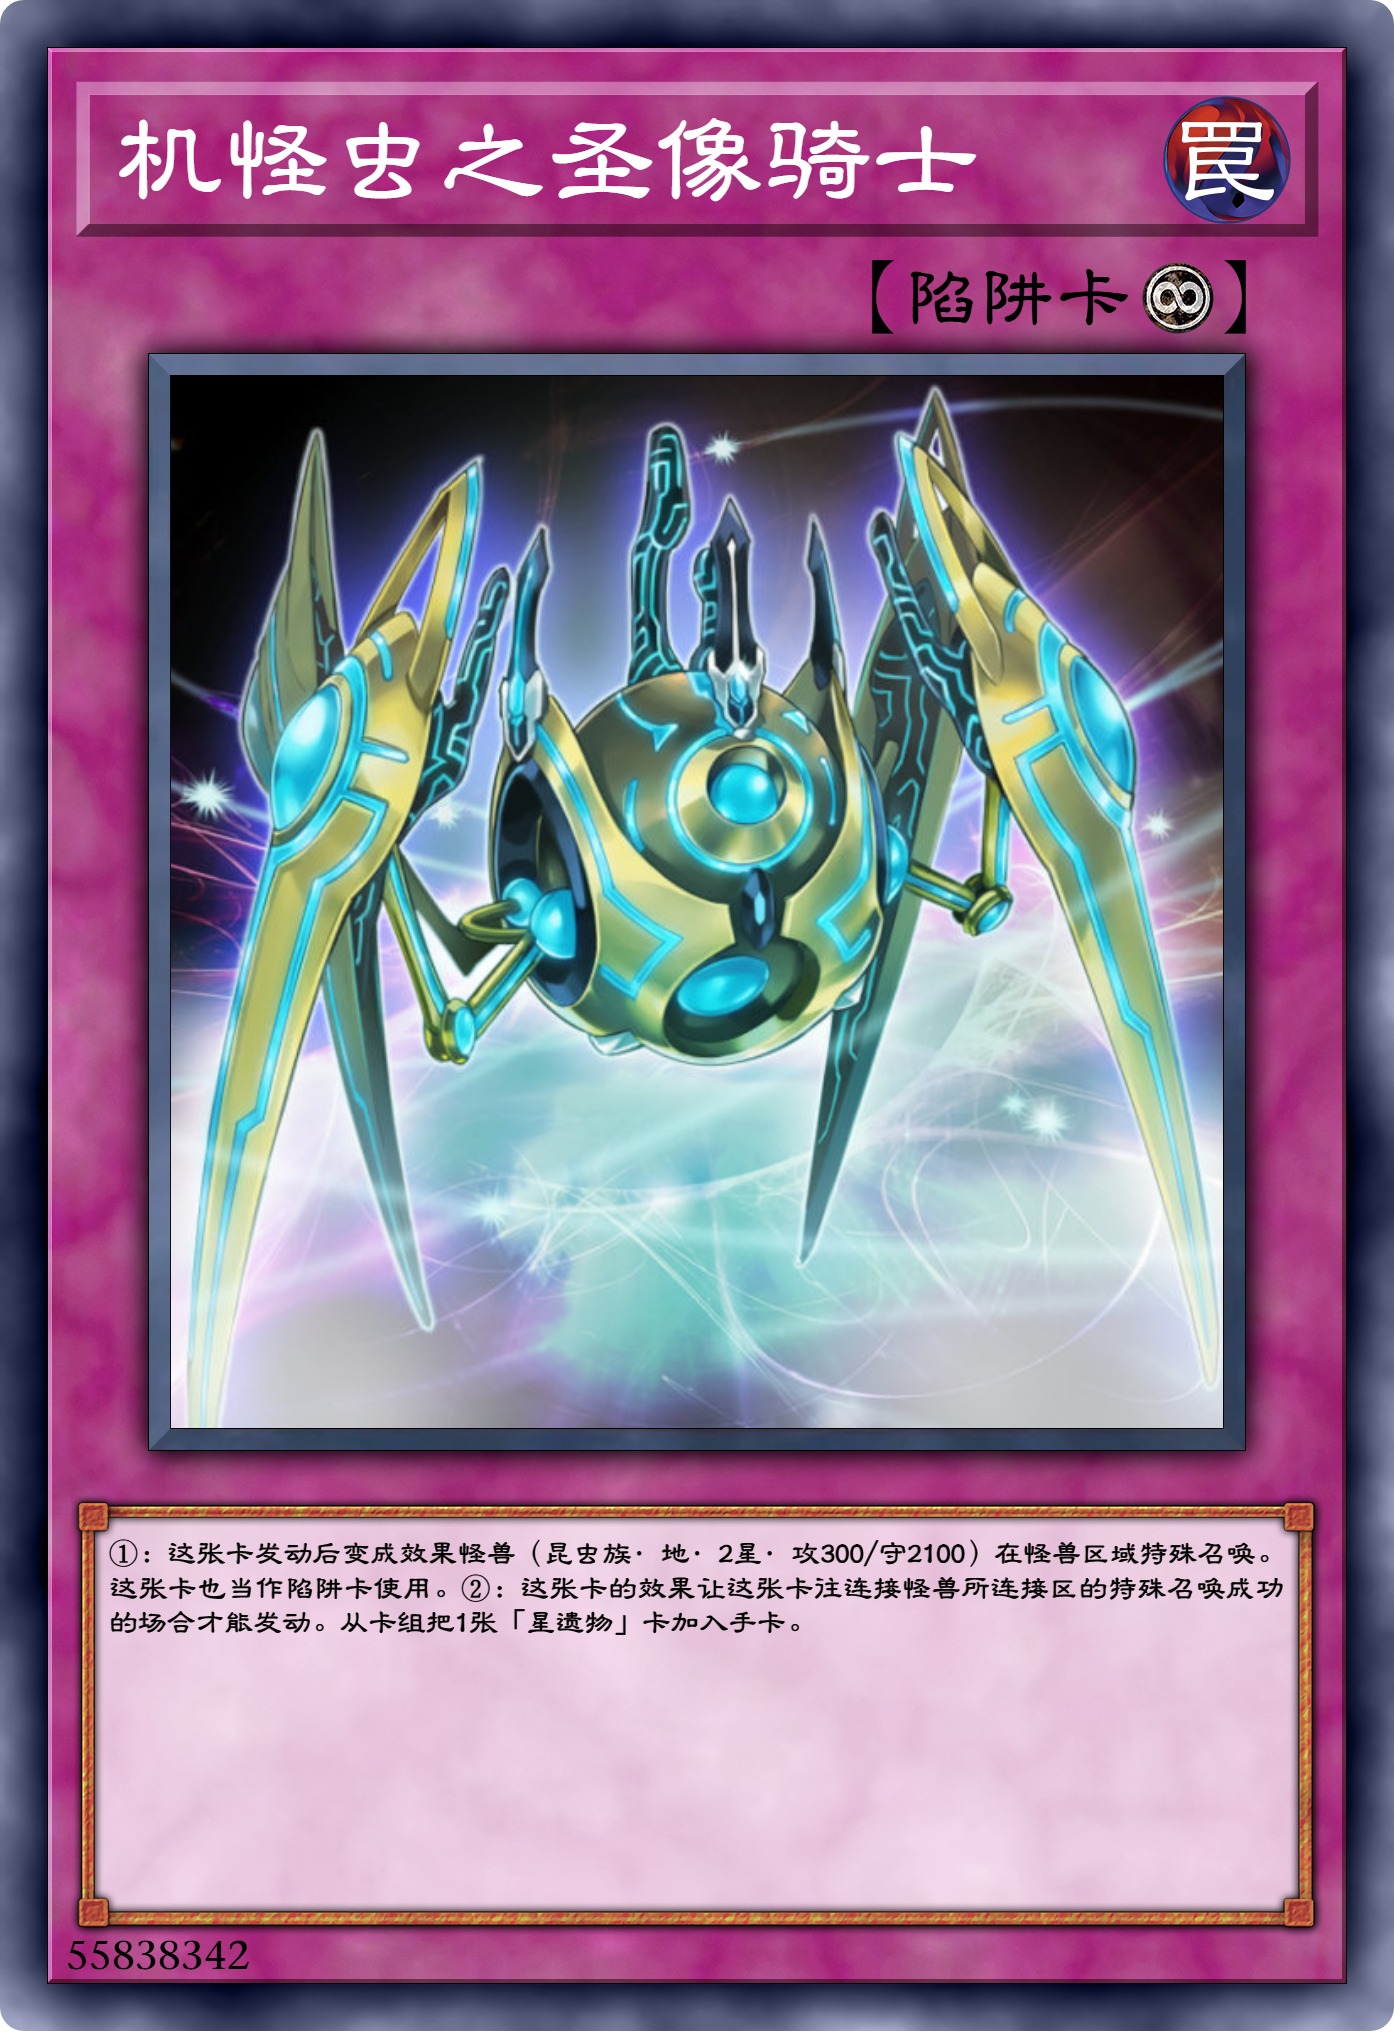 机怪虫之圣像骑士
罠
【陷阱卡】
①：这张卡发动后变成效果怪兽（昆虫族·地·2星·攻300/守2100）在怪兽区域特殊召唤。
这张卡也当作陷阱卡使用。②：这张卡的效果让这张卡往连接怪兽所连接区的特殊召唤成功
的场合才能发动。从卡组把1张「星遗物」卡加入手卡。
55838342